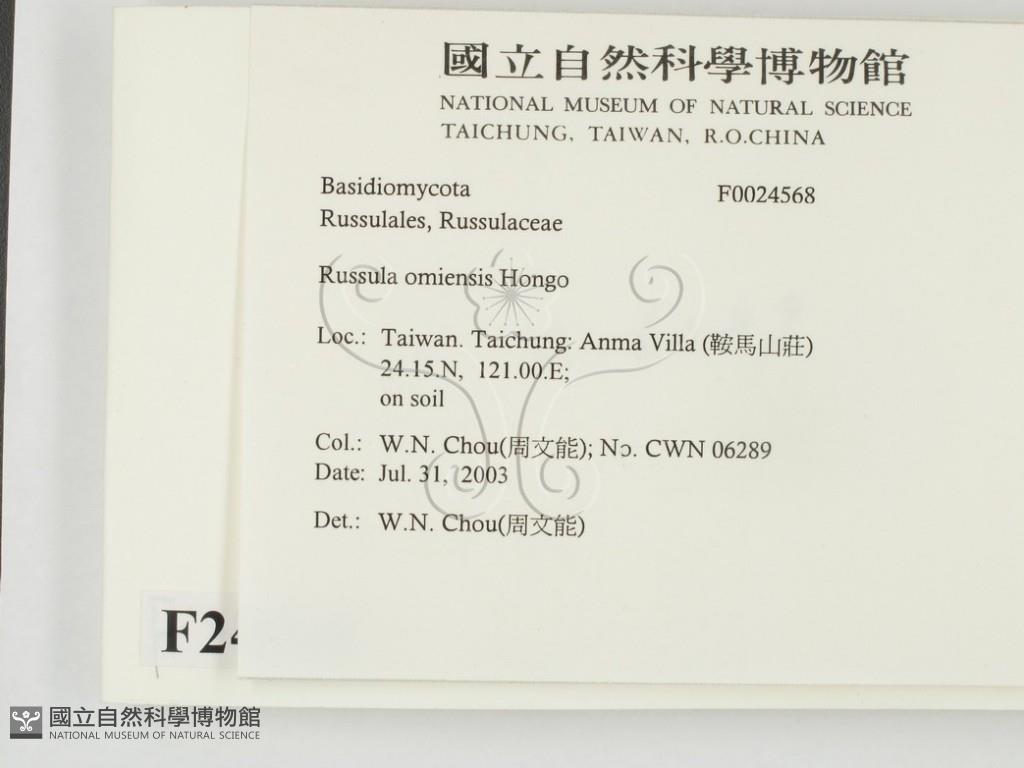 國立自然科學博物館
NATIONAL MUSEUM OF NATURAL SCIENCE
TAICHUNG, TAIWAN, R.O.CHINA
Basidiomycota F0024568
Russulales, Russulaceae
Russula omiensis Hongo
Loc.: Taiwan. Taichung: Anma Villa (鞍馬山莊)
24.15.N, 121.00.E;
on soil
Col.: W.N. Chou(周文能); No. CWN 06289
Date: Jul. 31, 2003
Det.: W.N. Chou(周文能)
F24
國立自然科學博物館
NATIONAL MUSEUM OF NATURAL SCIENCE